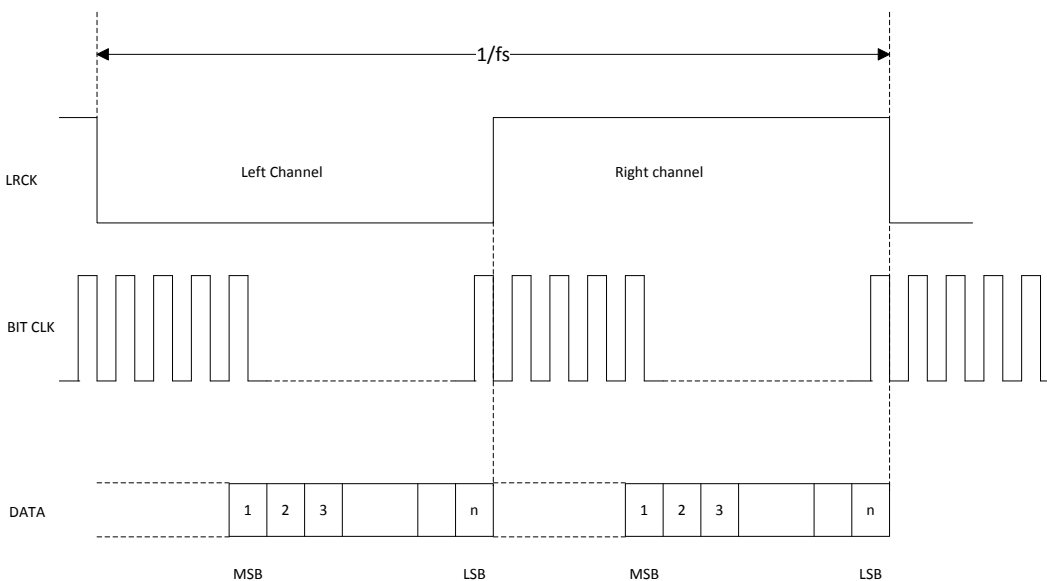 1/fs
LRCK
Left Channel
Right channel
BIT CLK
DATA
1 2 3 n 1 2 3 n
MSB LSB MSB LSB